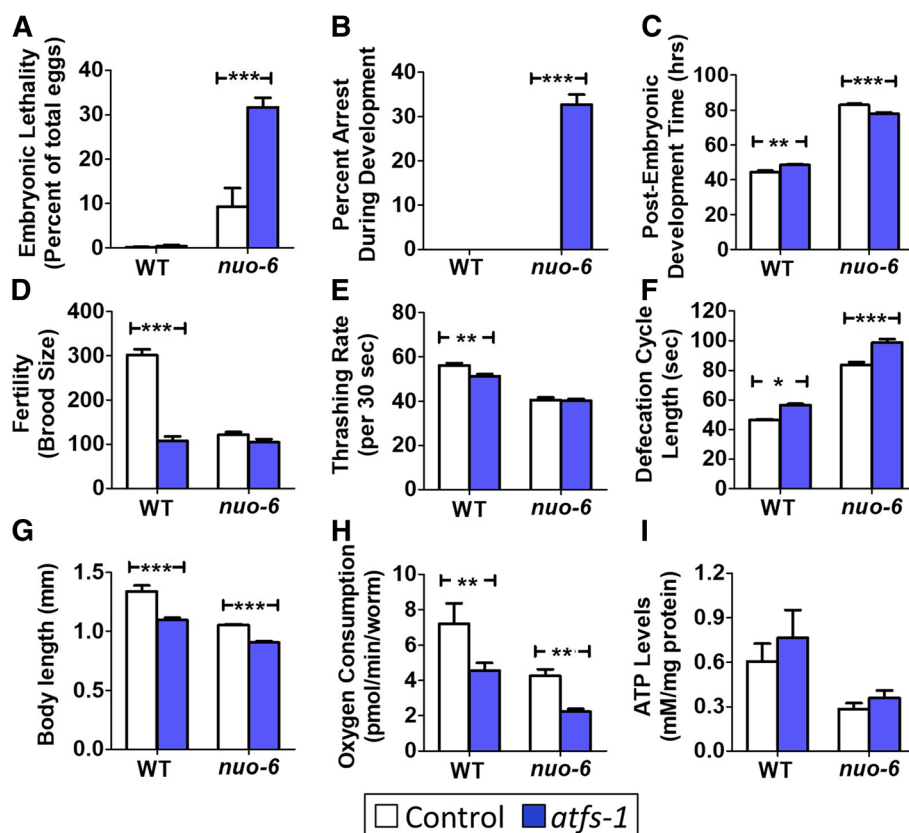 A
Embryonic Lethality
(Percent of total eggs)
40
30
20
10
0
***
WT
nuo-6
B
Percent Arrest
During Development
40
30
20
10
0
***
WT
nuo-6
C
Post-Embryonic
Development Time (hrs)
100
80
60
40
20
0
**
***
WT
nuo-6
D
Fertility
(Brood Size)
400
300
200
100
0
***
WT
nuo-6
E
Thrashing Rate
(per 30 sec)
80
60
40
20
0
**
WT
nuo-6
F
Defecation Cycle
Length (sec)
120
100
80
60
40
20
0
*
***
WT
nuo-6
G
Body length (mm)
1.5
1.0
0.5
0.0
***
***
WT
nuo-6
H
Oxygen Consumption
(pmol/min/worm)
8
6
4
2
0
**
**
WT
nuo-6
I
ATP Levels
(mM/mg protein)
1.2
0.9
0.6
0.3
0.0
WT
nuo-6
Control
atfs-1